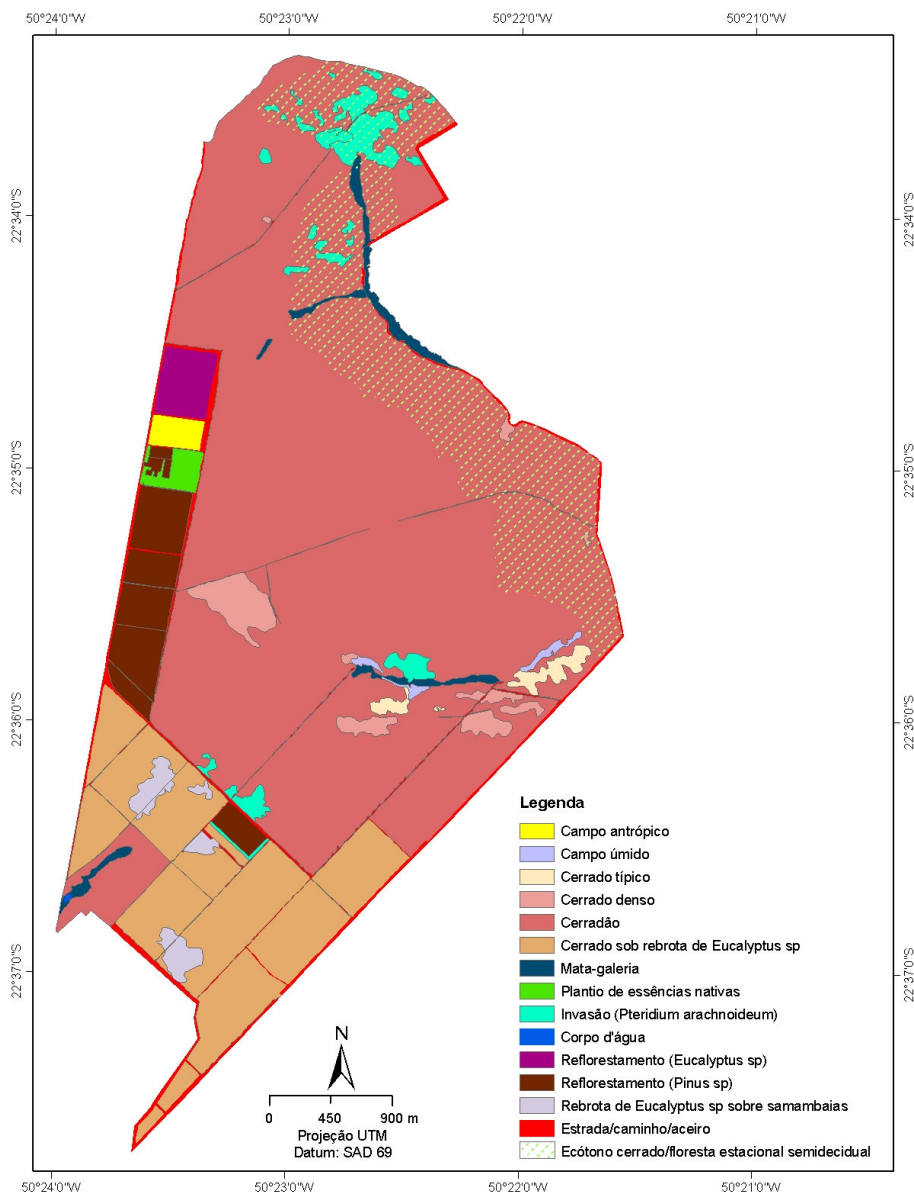 50°24'0"W 50°23'0"W 50°22'0"W 50°21'0"W
22°34'0"S 22°34'0"S
22°35'0"S 22°35'0"S
22°36'0"S 22°36'0"S
22°37'0"S 22°37'0"S
Legenda
Campo antrópico
Campo úmido
Cerrado típico
Cerrado denso
Cerradão
Cerrado sob rebrota de Eucalyptus sp
Mata-galeria
Plantio de essências nativas
Invasão (Pteridium arachnoideum)
Corpo d'água
Reflorestamento (Eucalyptus sp)
Reflorestamento (Pinus sp)
Rebrota de Eucalyptus sp sobre samambaias
Estrada/caminho/aceiro
Ecótono cerrado/floresta estacional semidecidual
N
0 450 900 m
Projeção UTM
Datum: SAD 69
50°24'0"W 50°23'0"W 50°22'0"W 50°21'0"W